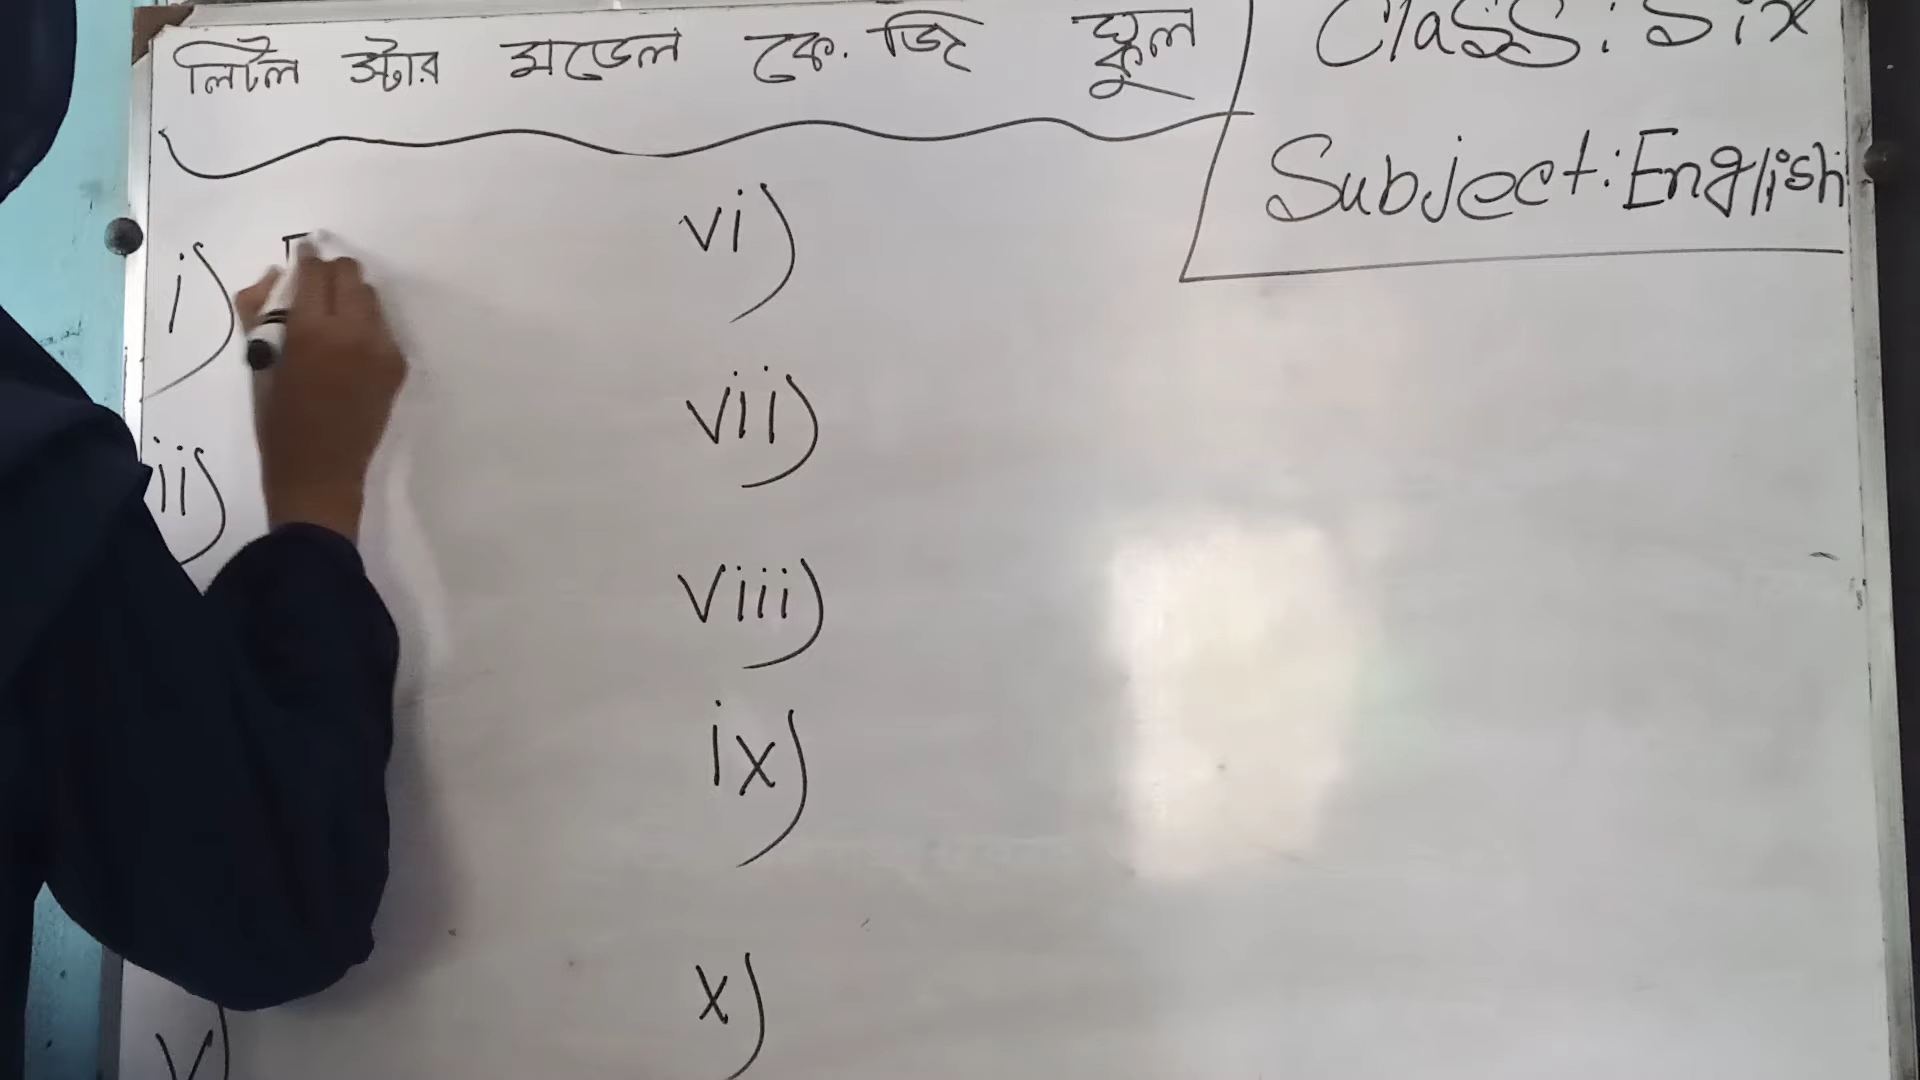 লিটল স্টার মডেল কে. জি স্কুল
Class: Six
Subject: English
i)
ii)
v)
vi)
vii)
viii)
ix)
x)